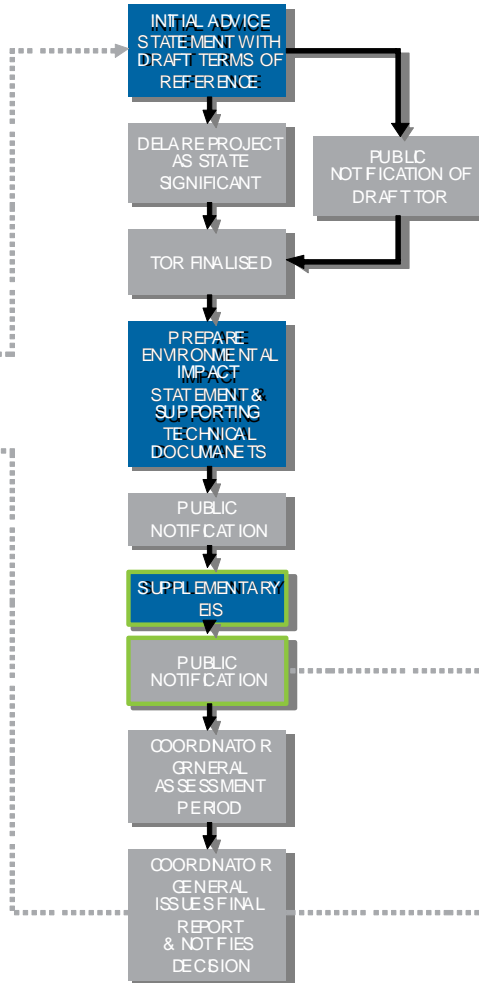 INITIAL ADVICE
STATEMENT WITH
DRAFT TERMS OF
REFERENCE
DELARE PROJECT
AS STATE
SIGNIFICANT
PUBLIC
NOTIFICATION OF
DRAFT TOR
TOR FINALISED
PREPARE
ENVIRONMENTAL
IMPACT
STATEMENT &
SUPPORTING
TECHNICAL
DOCUMANETS
PUBLIC
NOTIFICATION
SUPPLEMENTARY
EIS
PUBLIC
NOTIFICATION
COORDNATOR
GRNERAL
ASSESSMENT
PERIOD
COORDNATOR
GENERAL
ISSUES FINAL
REPORT
& NOTIFIES
DECISION